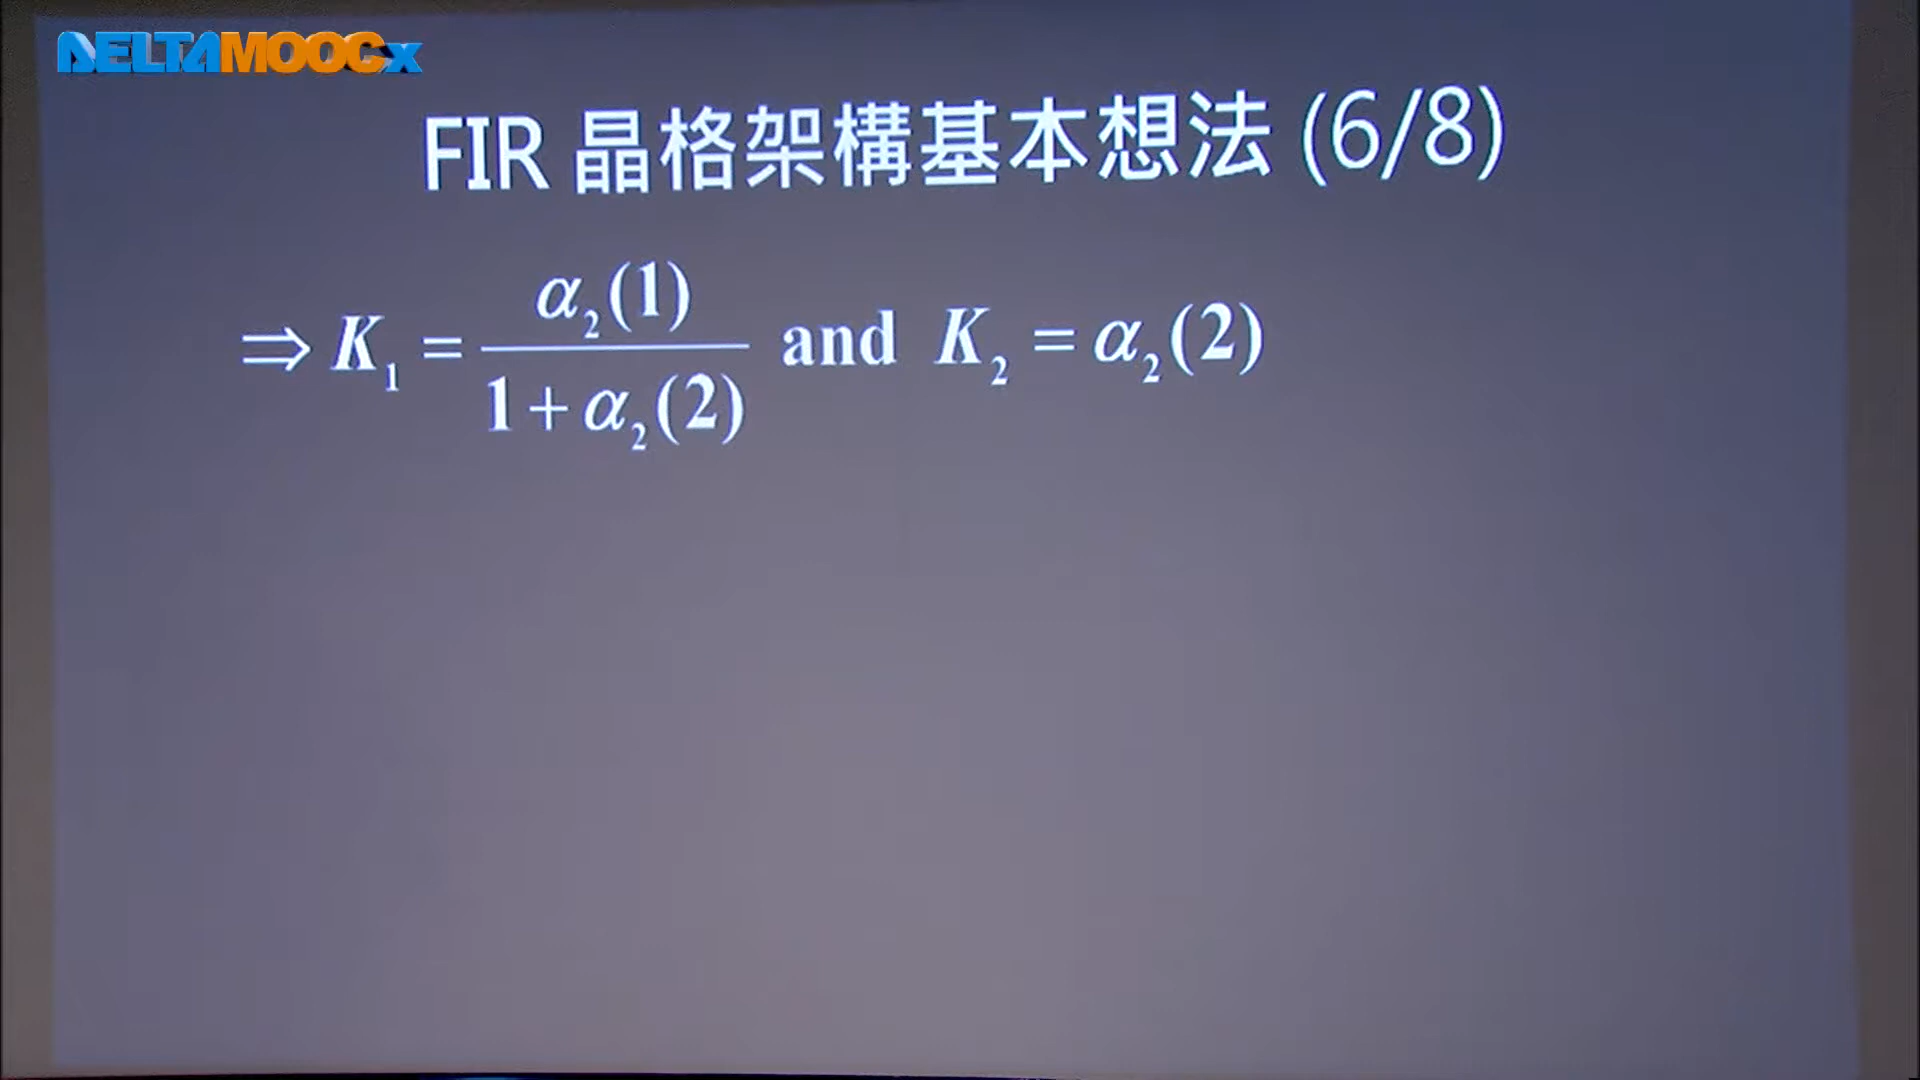 DELTAMOOCx
FIR 晶格架構基本想法 (6/8)
⇒ K₁ = α₂(1) / (1 + α₂(2)) and K₂ = α₂(2)